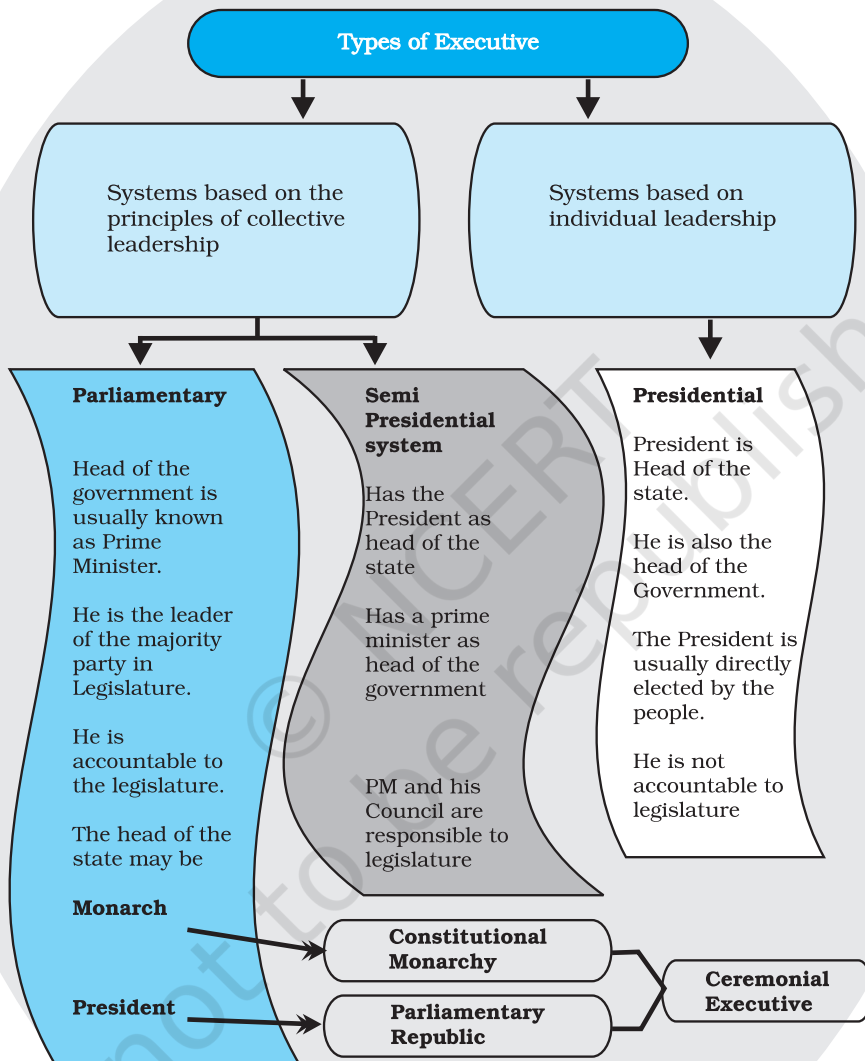 Types of Executive
Systems based on the
principles of collective
leadership
Systems based on
individual leadership
Parliamentary
Head of the
government is
usually known
as Prime
Minister.
He is the leader
of the majority
party in
Legislature.
He is
accountable to
the legislature.
The head of the
state may be
Monarch
President
Semi
Presidential
system
Has the
President as
head of the
state
Has a prime
minister as
head of the
government
PM and his
Council are
responsible to
legislature
Presidential
President is
Head of the
state.
He is also the
head of the
Government.
The President is
usually directly
elected by the
people.
He is not
accountable to
legislature
Constitutional
Monarchy
Parliamentary
Republic
Ceremonial
Executive
© NCERT
not to be republish